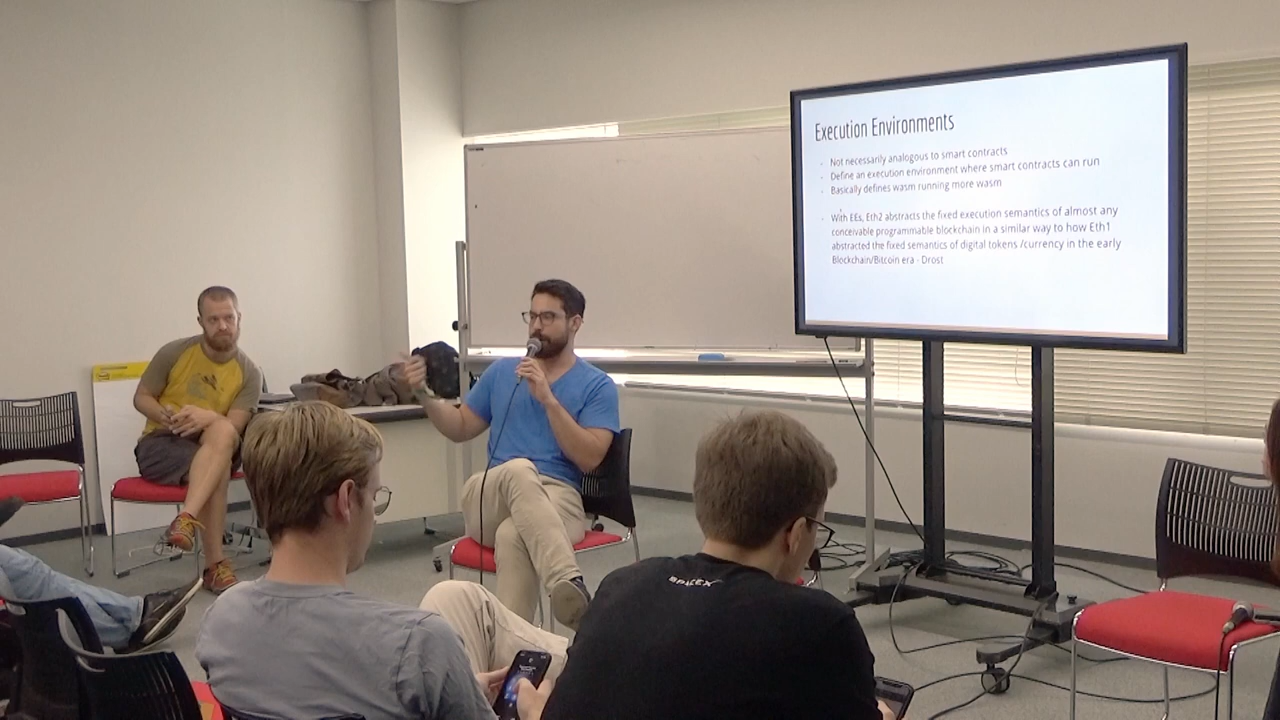 Execution Environments
· Not necessarily analogous to smart contracts
· Define an execution environment where smart contracts can run
· Basically defines wasm running more wasm
· With EEs, Eth2 abstracts the fixed execution semantics of almost any
conceivable programmable blockchain in a similar way to how Eth1
abstracted the fixed semantics of digital tokens /currency in the early
Blockchain/Bitcoin era - Drost
SPACEX